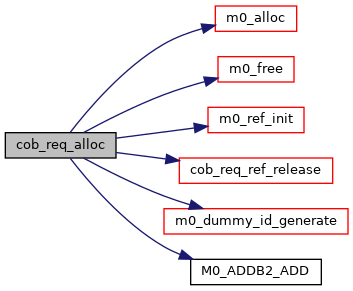 m0_alloc
m0_free
m0_ref_init
cob_req_alloc
cob_req_ref_release
m0_dummy_id_generate
M0_ADDB2_ADD